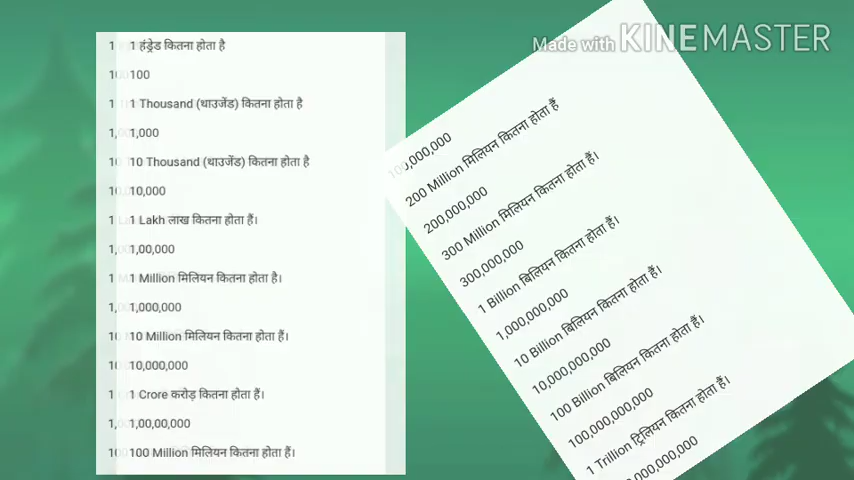 Made with KINEMASTER
1 हंड्रेड कितना होता है
100
1 Thousand (थाउजेंड) कितना होता है
1,000
10 Thousand (थाउजेंड) कितना होता है
10,000
1 Lakh लाख कितना होता हैं।
1,00,000
1 Million मिलियन कितना होता है।
1,000,000
10 Million मिलियन कितना होता हैं।
10,000,000
1 Crore करोड़ कितना होता हैं।
1,00,00,000
100 Million मिलियन कितना होता हैं।
100,000,000
200 Million मिलियन कितना होता हैं
200,000,000
300 Million मिलियन कितना होता हैं।
300,000,000
1 Billion बिलियन कितना होता हैं।
1,000,000,000
10 Billion बिलियन कितना होता हैं।
10,000,000,000
100 Billion बिलियन कितना होता हैं।
100,000,000,000
1 Trillion ट्रिलियन कितना होता हैं।